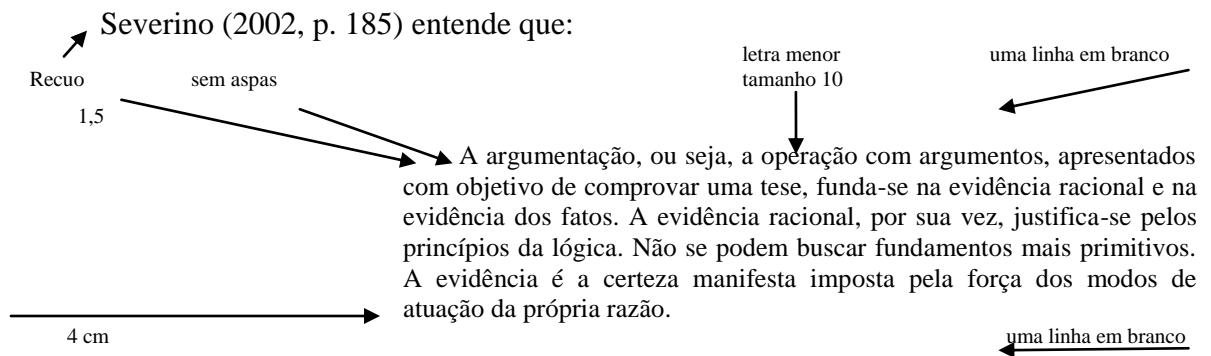 Severino (2002, p. 185) entende que:
letra menor
tamanho 10
uma linha em branco
Recuo
1,5
sem aspas
A argumentação, ou seja, a operação com argumentos, apresentados
com objetivo de comprovar uma tese, funda-se na evidência racional e na
evidência dos fatos. A evidência racional, por sua vez, justifica-se pelos
princípios da lógica. Não se podem buscar fundamentos mais primitivos.
A evidência é a certeza manifesta imposta pela força dos modos de
atuação da própria razão.
4 cm
uma linha em branco